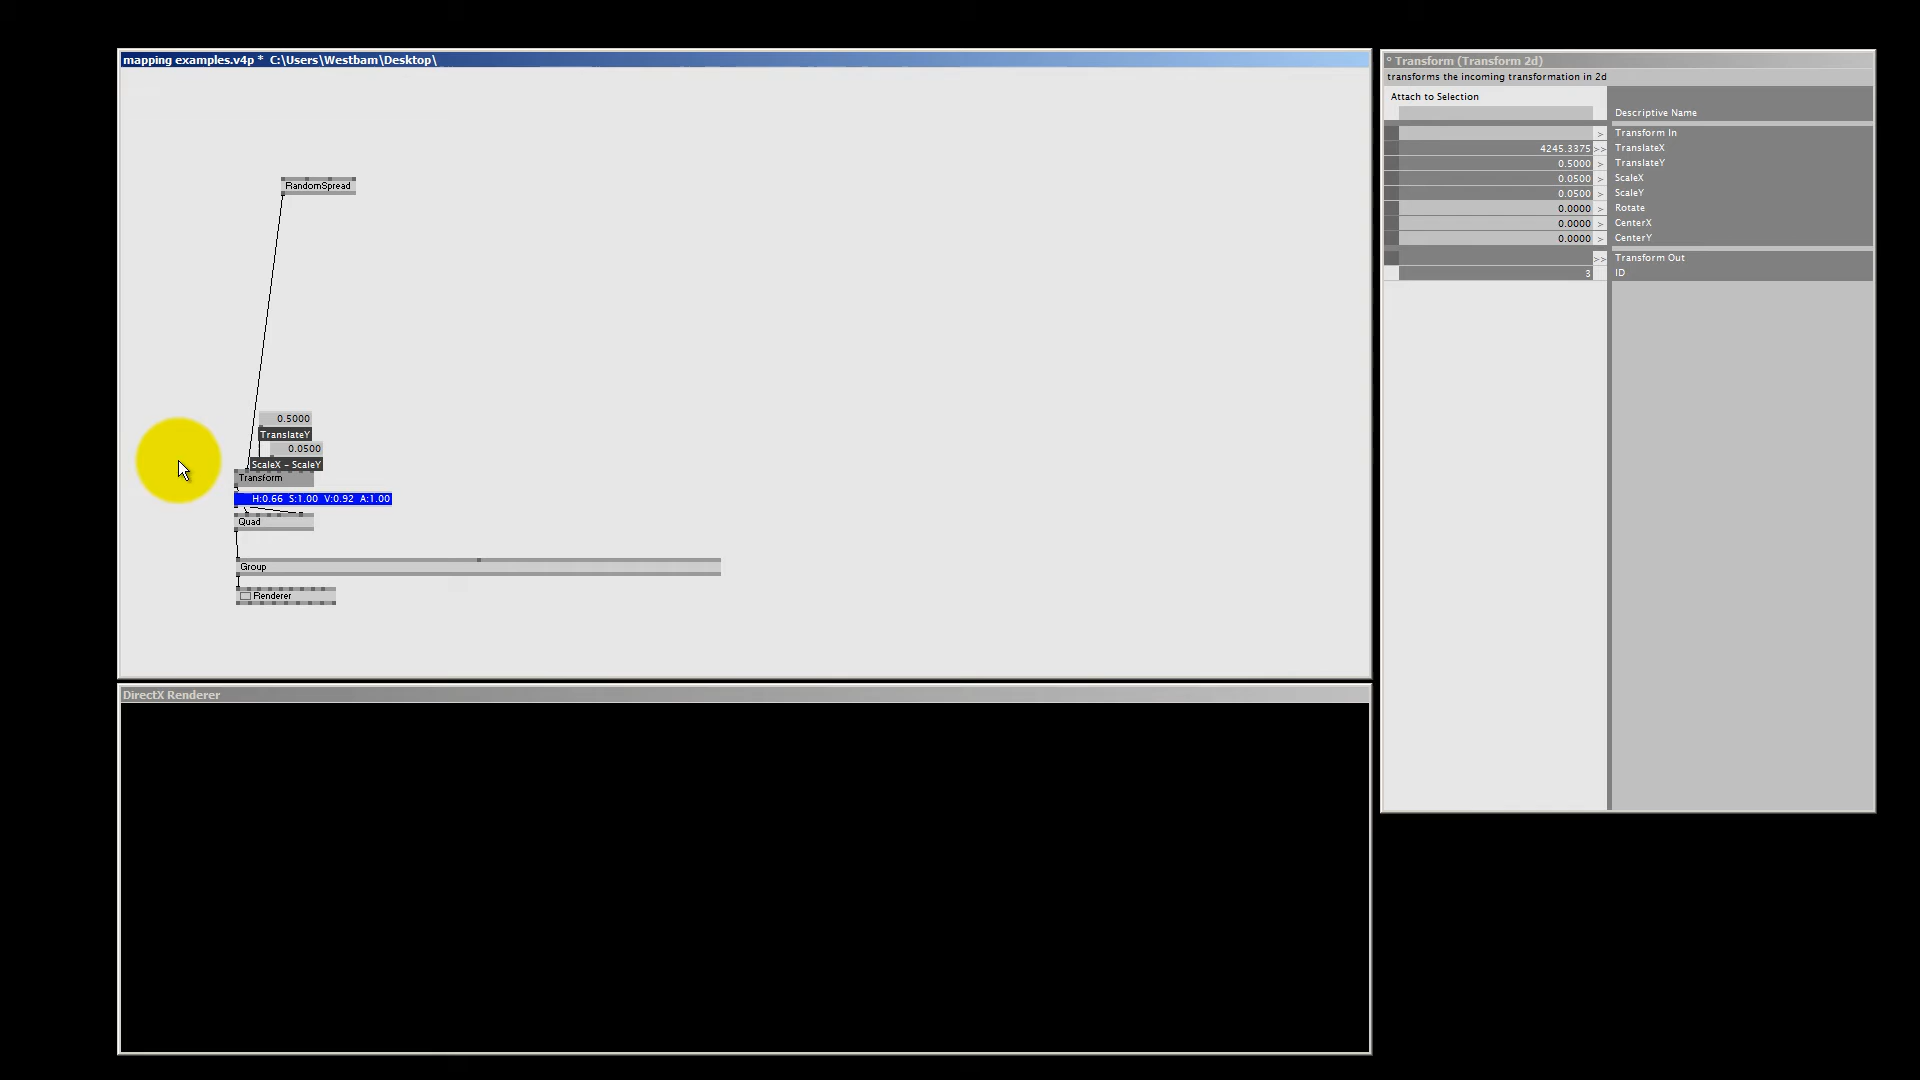 mapping examples.v4p * C:\Users\Westbam\Desktop\
RandomSpread
0.5000
TranslateY
0.0500
ScaleX - ScaleY
Transform
H:0.66 S:1.00 V:0.92 A:1.00
Quad
Group
Renderer
DirectX Renderer
° Transform (Transform 2d)
transforms the incoming transformation in 2d
Attach to Selection
Descriptive Name
> Transform In
4245.3375 >> TranslateX
0.5000 > TranslateY
0.0500 > ScaleX
0.0500 > ScaleY
0.0000 > Rotate
0.0000 > CenterX
0.0000 > CenterY
>> Transform Out
3 ID